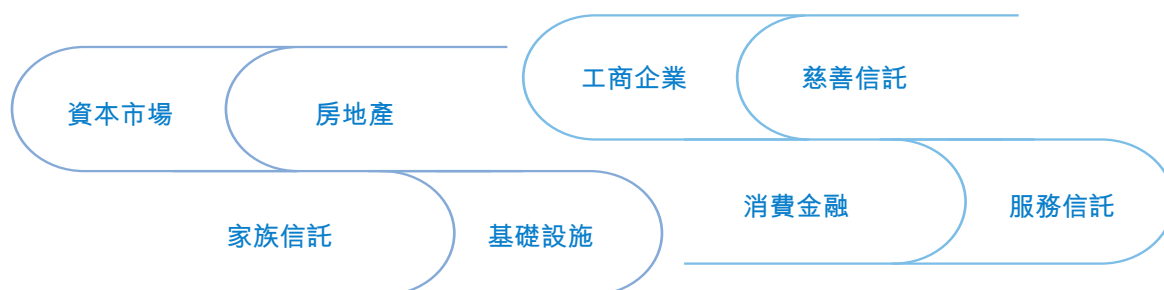 資本市場
房地產
家族信託
基礎設施
工商企業
慈善信託
消費金融
服務信託